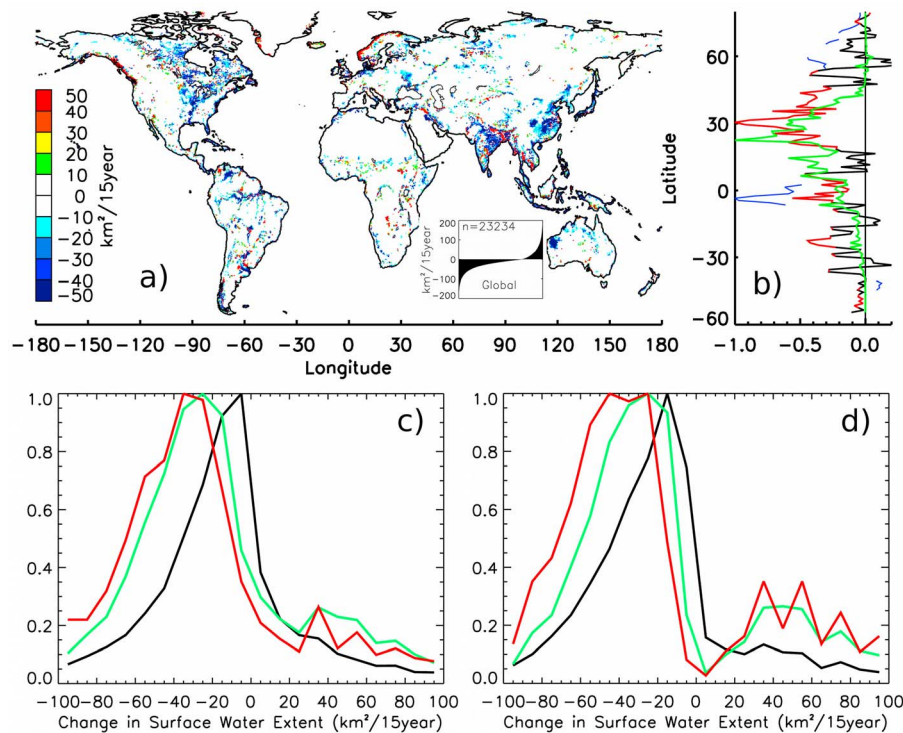 −180 −150 −120 −90 −60 −30 0 30 60 90 120 150 180
Longitude
a)
50
40
30
20
10
0
−10
−20
−30
−40
−50
km²/15year
n=23234
200
100
0
−100
−200
km²/15year
Global
b)
60
30
0
−30
−60
Latitude
−1.0 −0.5 0.0
c)
1.0
0.8
0.6
0.4
0.2
0.0
−100−80 −60 −40 −20 0 20 40 60 80 100
Change in Surface Water Extent (km²/15year)
d)
1.0
0.8
0.6
0.4
0.2
0.0
−100−80 −60 −40 −20 0 20 40 60 80 100
Change in Surface Water Extent (km²/15year)